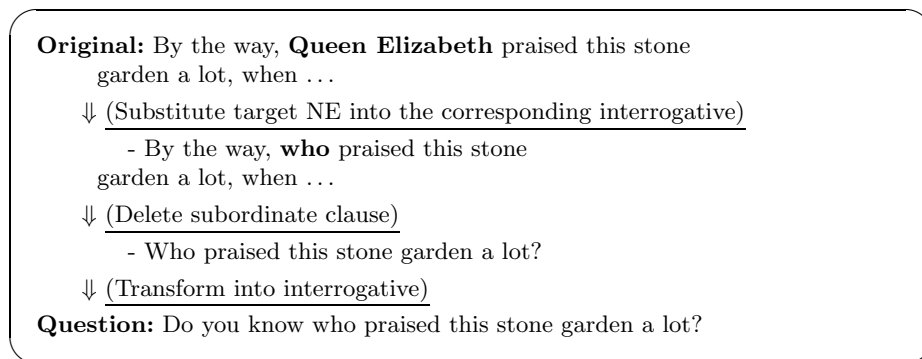 Original: By the way, Queen Elizabeth praised this stone
garden a lot, when ...
⇓ (Substitute target NE into the corresponding interrogative)
- By the way, who praised this stone
garden a lot, when ...
⇓ (Delete subordinate clause)
- Who praised this stone garden a lot?
⇓ (Transform into interrogative)
Question: Do you know who praised this stone garden a lot?